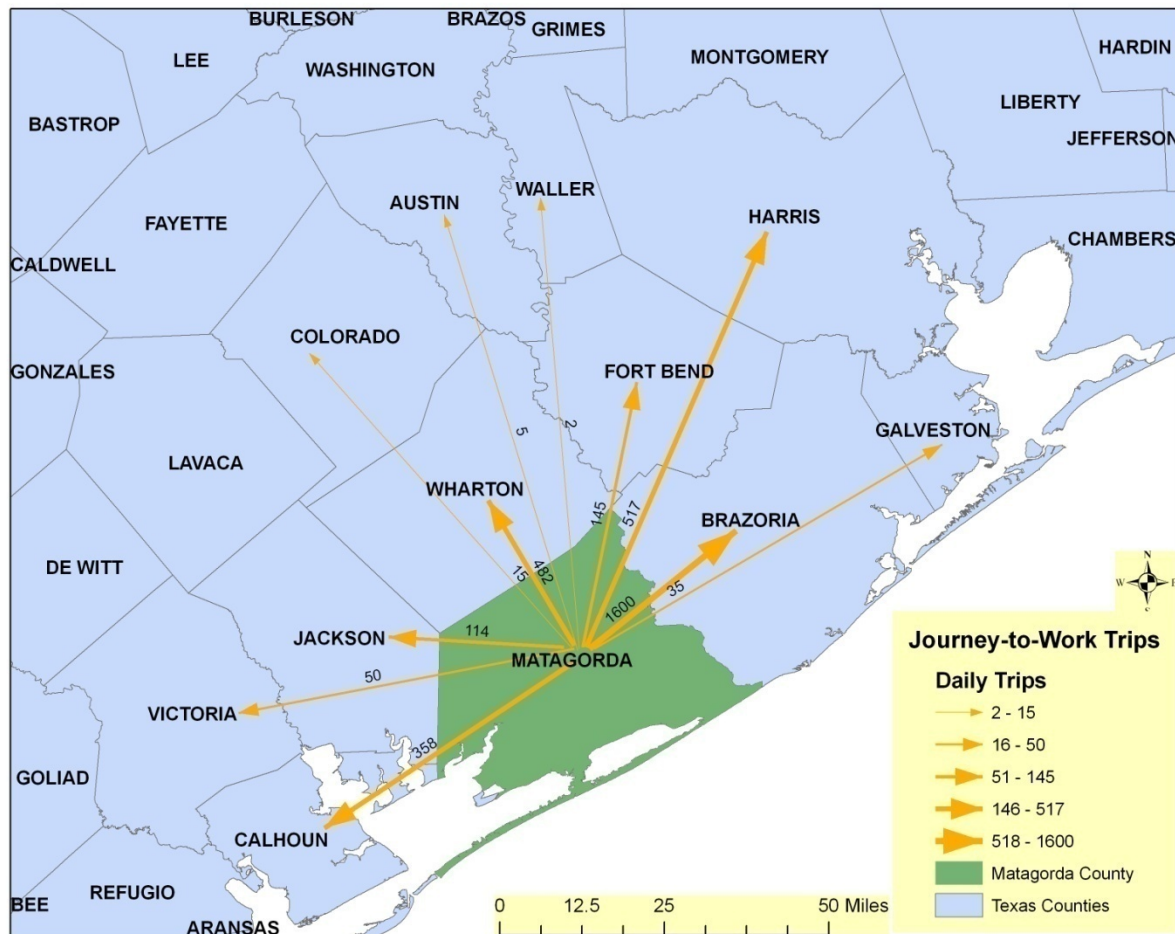 BURLESON
BRAZOS
GRIMES
LEE
WASHINGTON
MONTGOMERY
HARDIN
LIBERTY
BASTROP
JEFFERSON
AUSTIN
WALLER
FAYETTE
HARRIS
CHAMBERS
CALDWELL
COLORADO
GONZALES
FORT BEND
GALVESTON
5
2
LAVACA
WHARTON
145
517
BRAZORIA
DE WITT
15
482
1600
35
JACKSON
114
MATAGORDA
50
VICTORIA
358
GOLIAD
CALHOUN
REFUGIO
BEE
ARANSAS
N
W
E
S
Journey-to-Work Trips
Daily Trips
2 - 15
16 - 50
51 - 145
146 - 517
518 - 1600
Matagorda County
Texas Counties
0 12.5 25 50 Miles